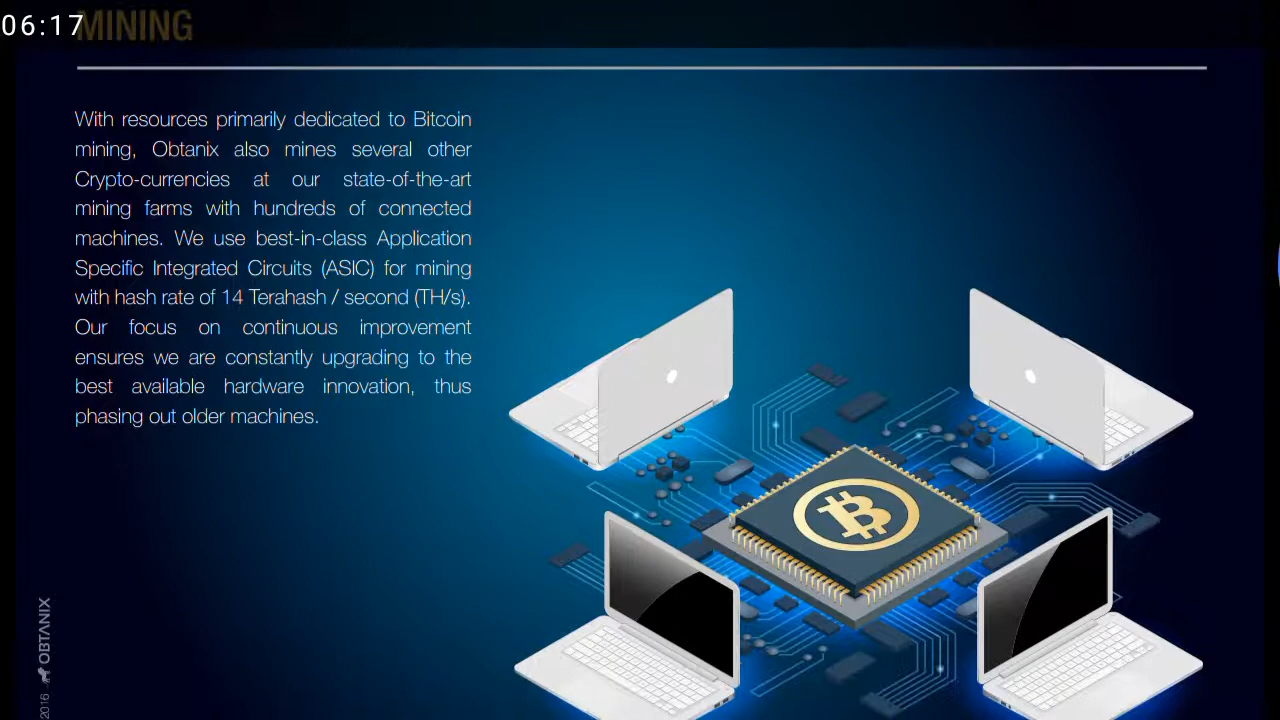 06:17
MINING
With resources primarily dedicated to Bitcoin
mining, Obtanix also mines several other
Crypto-currencies at our state-of-the-art
mining farms with hundreds of connected
machines. We use best-in-class Application
Specific Integrated Circuits (ASIC) for mining
with hash rate of 14 Terahash / second (TH/s).
Our focus on continuous improvement
ensures we are constantly upgrading to the
best available hardware innovation, thus
phasing out older machines.
2016 OBTANIX